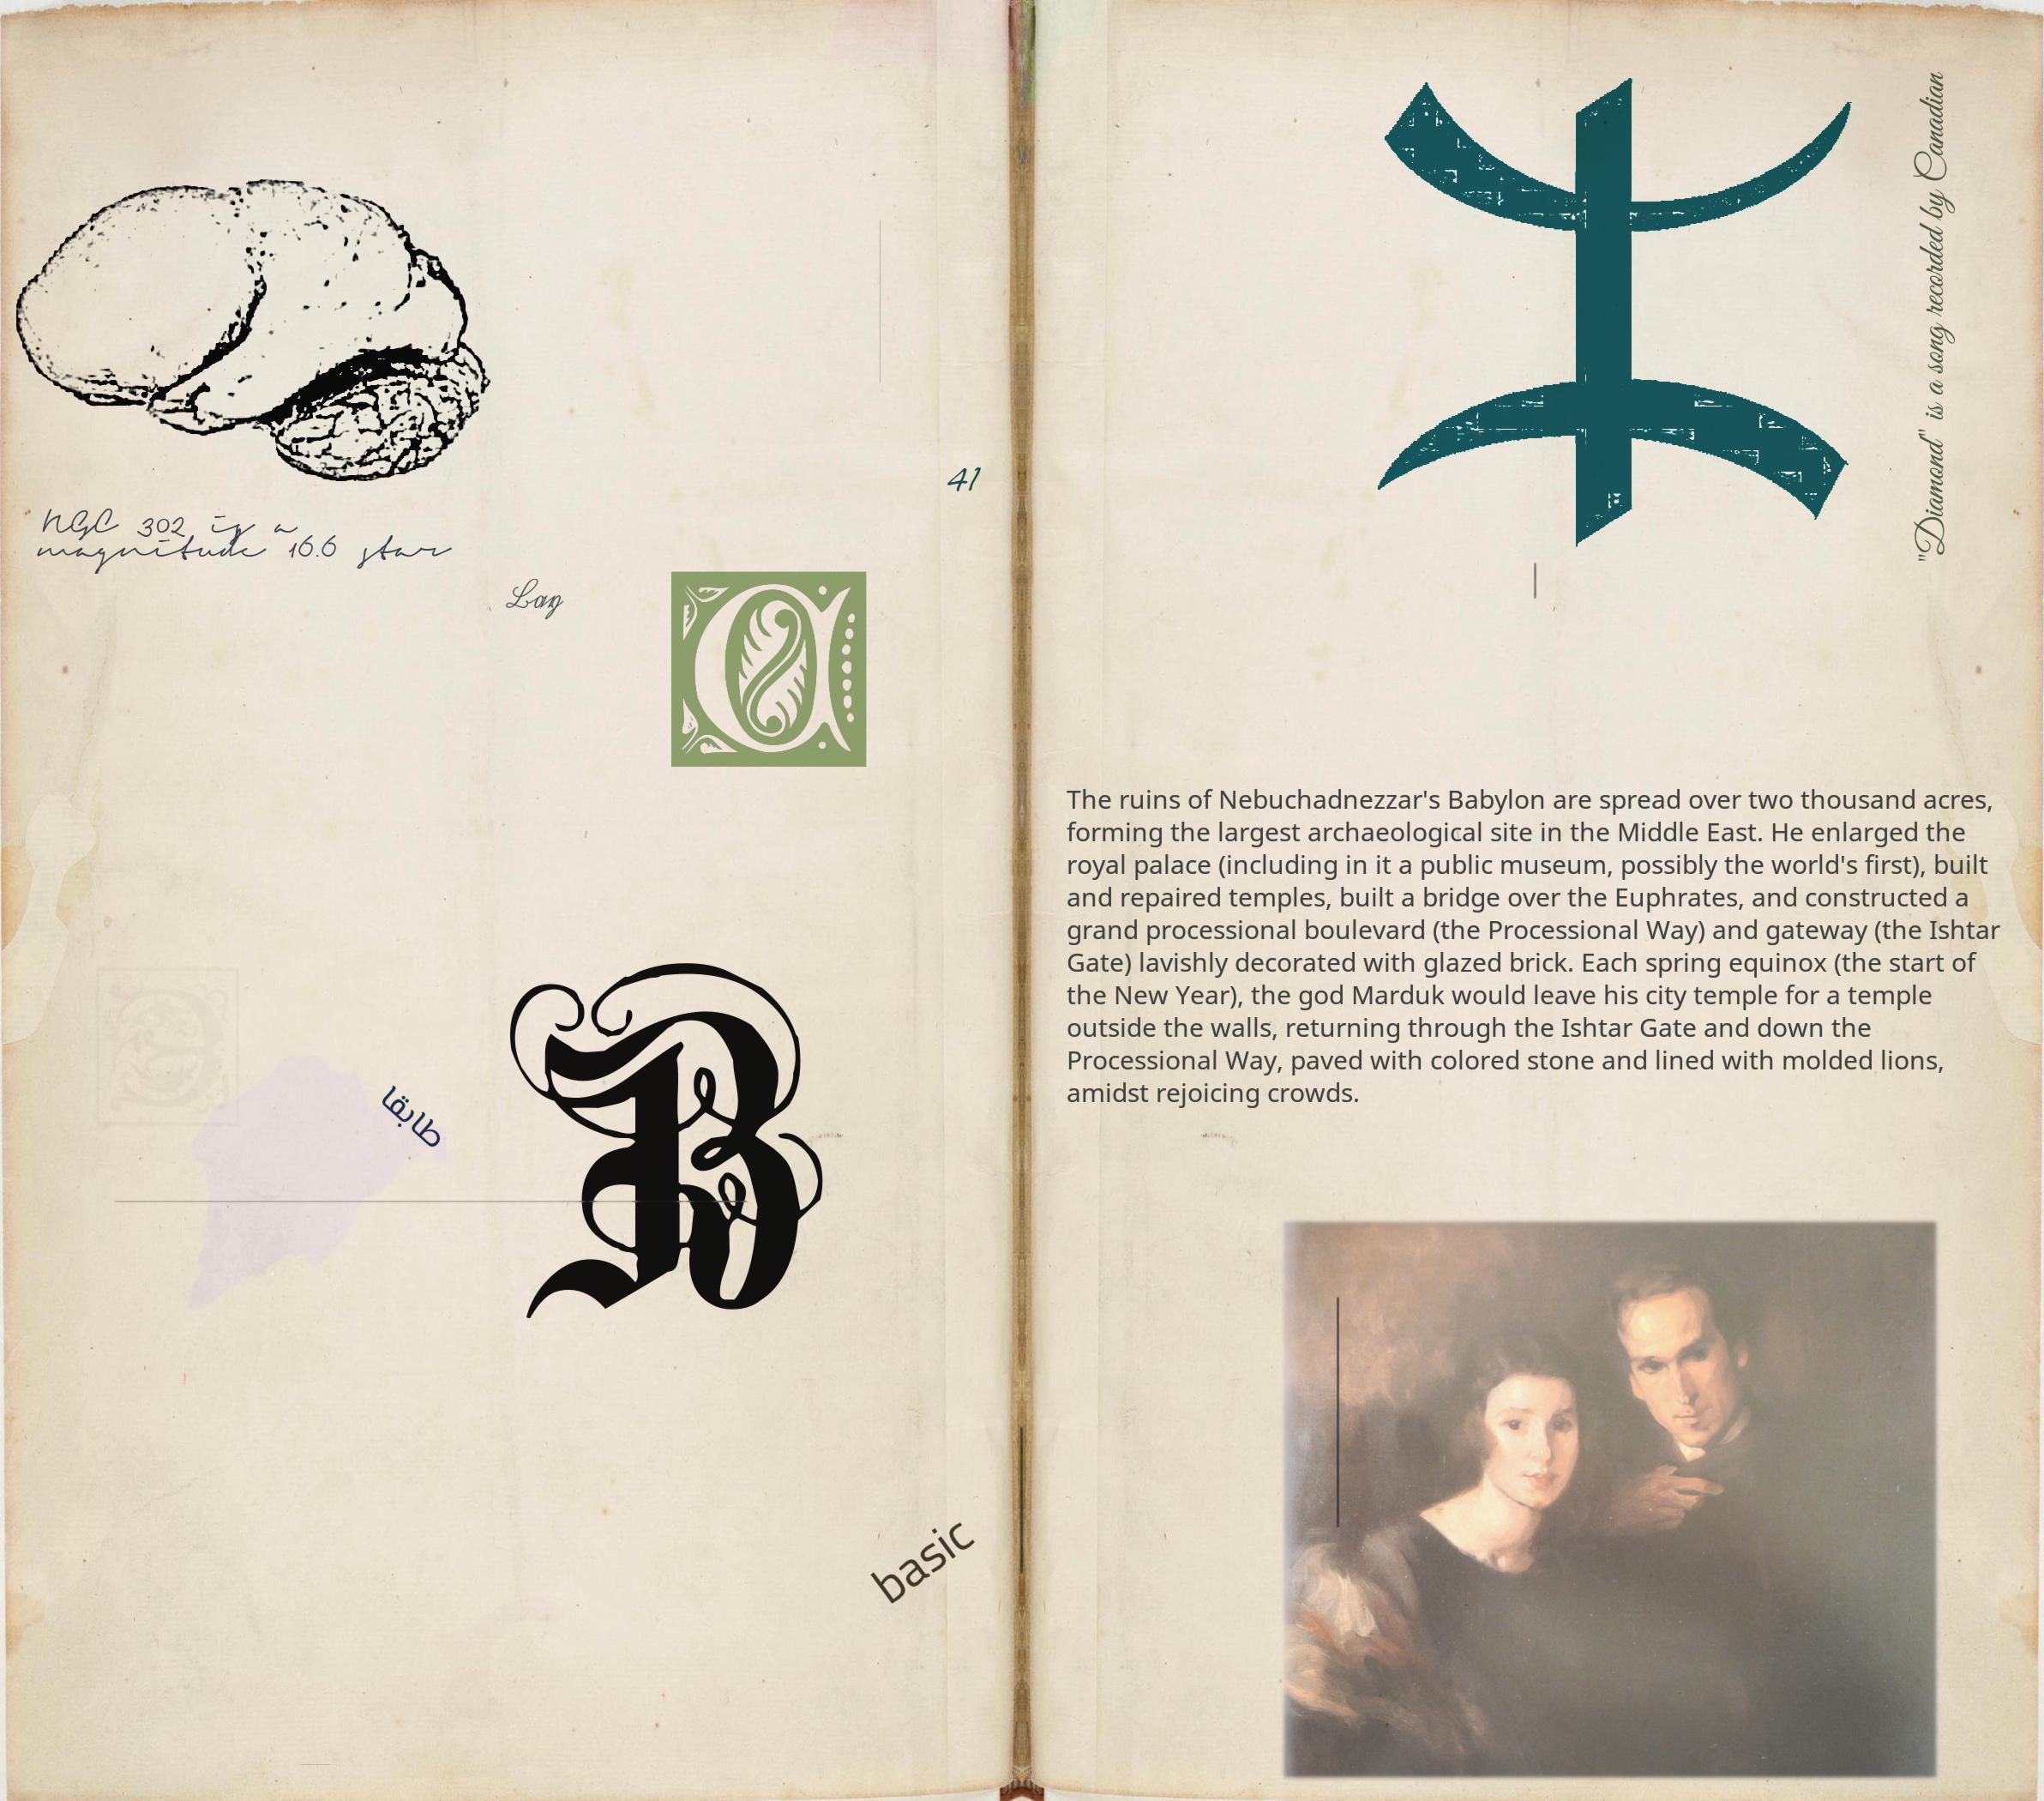 NGC 302 is a
magnitude 16.6 star
41
طابقا
basic
"Diamond" is a song recorded by Canadian
The ruins of Nebuchadnezzar's Babylon are spread over two thousand acres,
forming the largest archaeological site in the Middle East. He enlarged the
royal palace (including in it a public museum, possibly the world's first), built
and repaired temples, built a bridge over the Euphrates, and constructed a
grand processional boulevard (the Processional Way) and gateway (the Ishtar
Gate) lavishly decorated with glazed brick. Each spring equinox (the start of
the New Year), the god Marduk would leave his city temple for a temple
outside the walls, returning through the Ishtar Gate and down the
Processional Way, paved with colored stone and lined with molded lions,
amidst rejoicing crowds.